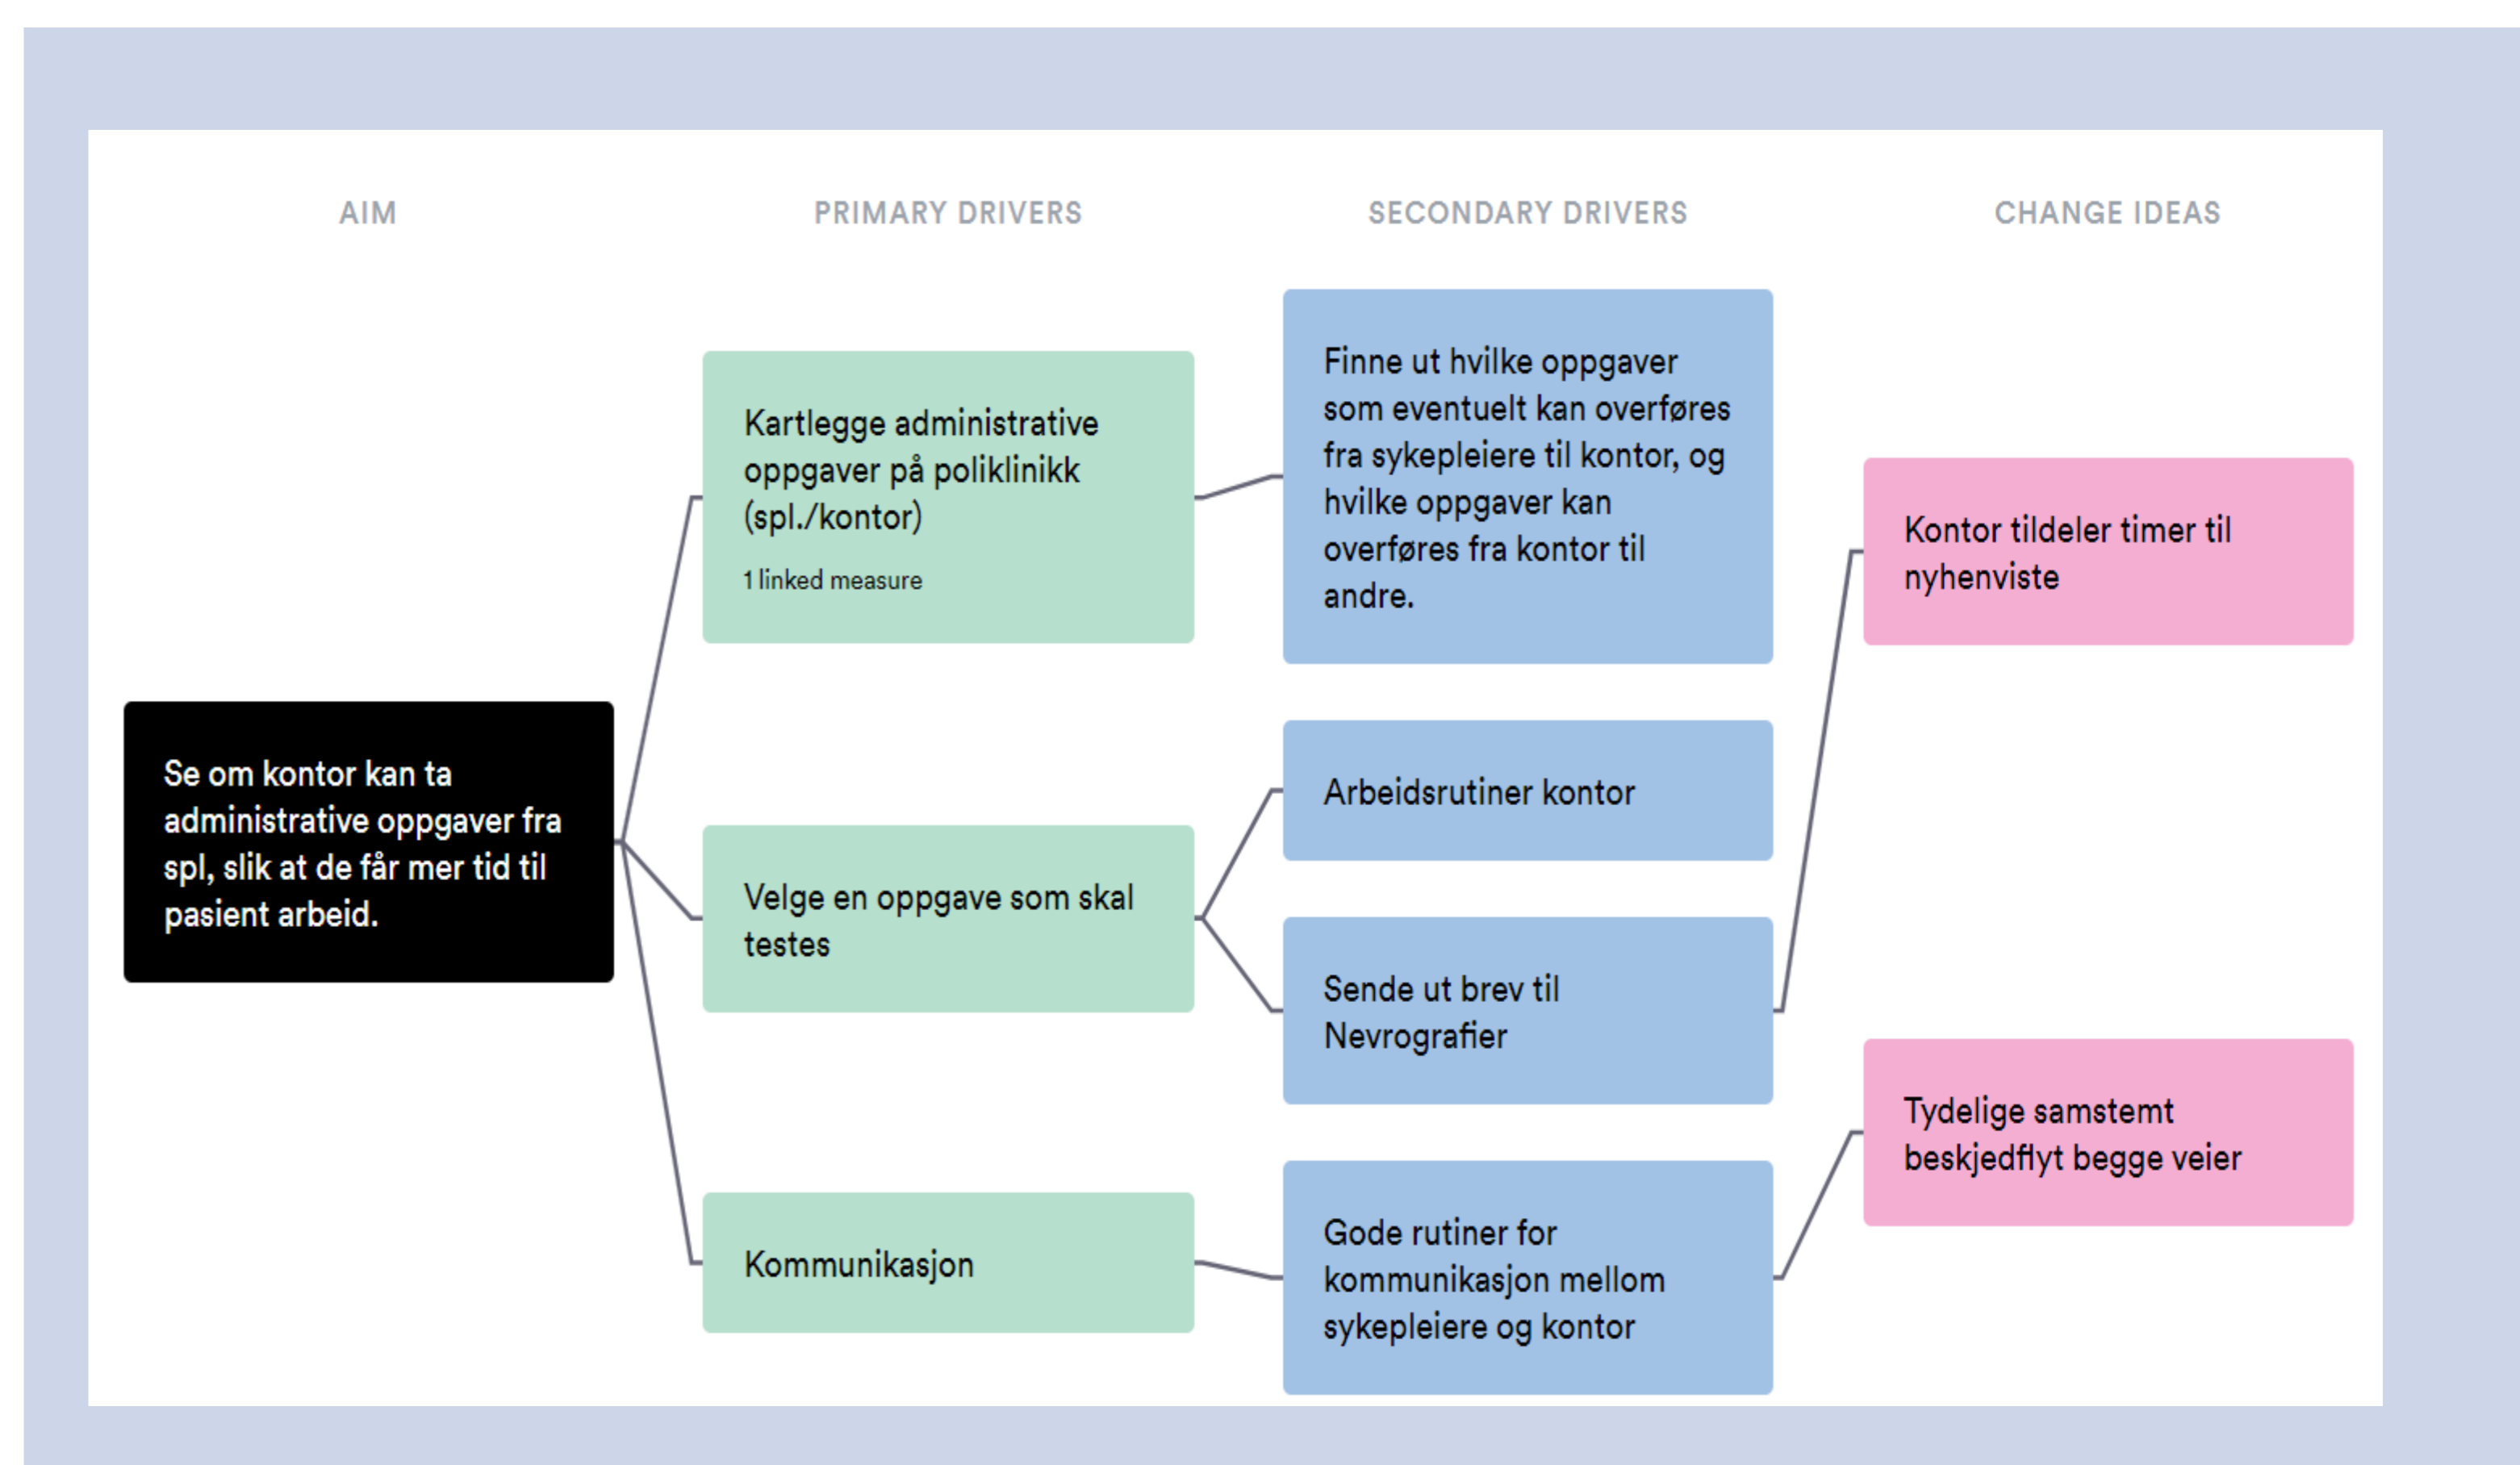 AIM
PRIMARY DRIVERS
SECONDARY DRIVERS
CHANGE IDEAS
Se om kontor kan ta
administrative oppgaver fra
spl, slik at de får mer tid til
pasient arbeid.
Kartlegge administrative
oppgaver på poliklinikk
(spl./kontor)
1 linked measure
Velge en oppgave som skal
testes
Kommunikasjon
Finne ut hvilke oppgaver
som eventuelt kan overføres
fra sykepleiere til kontor, og
hvilke oppgaver kan
overføres fra kontor til
andre.
Arbeidsrutiner kontor
Sende ut brev til
Nevrografier
Gode rutiner for
kommunikasjon mellom
sykepleiere og kontor
Kontor tildeler timer til
nyhenviste
Tydelige samstemt
beskjedflyt begge veier